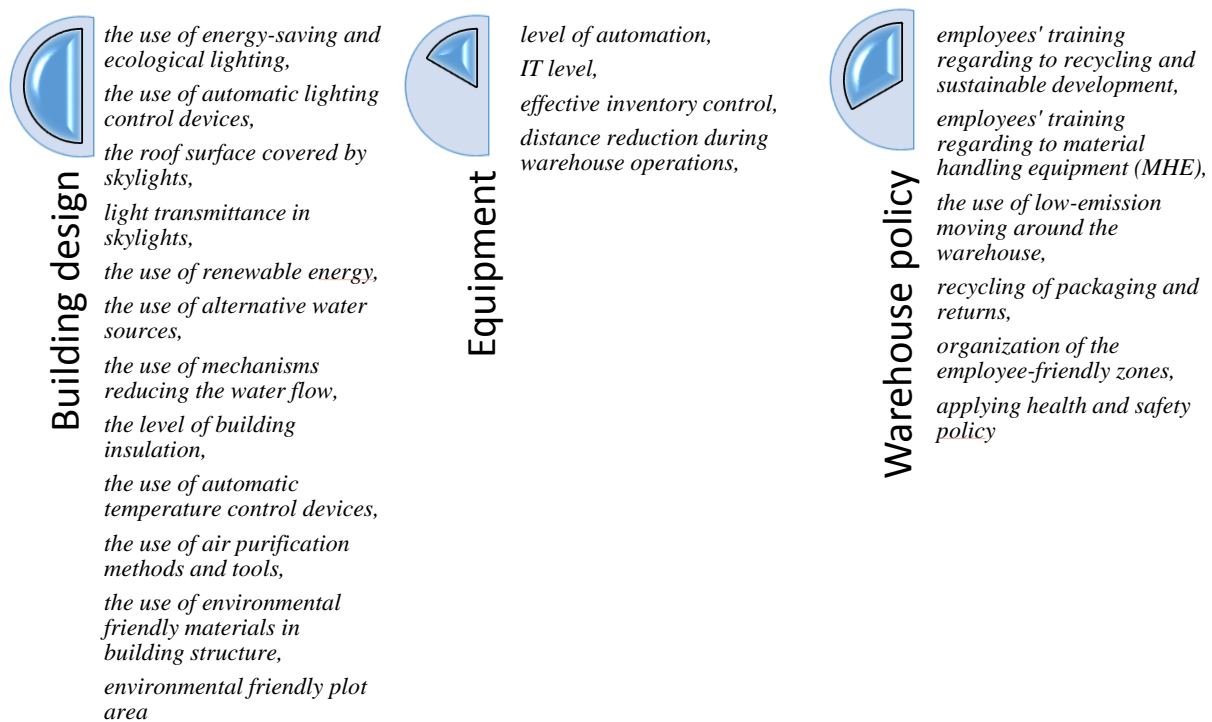 Building design
the use of energy-saving and
ecological lighting,
the use of automatic lighting
control devices,
the roof surface covered by
skylights,
light transmittance in
skylights,
the use of renewable energy,
the use of alternative water
sources,
the use of mechanisms
reducing the water flow,
the level of building
insulation,
the use of automatic
temperature control devices,
the use of air purification
methods and tools,
the use of environmental
friendly materials in
building structure,
environmental friendly plot
area
Equipment
level of automation,
IT level,
effective inventory control,
distance reduction during
warehouse operations,
Warehouse policy
employees' training
regarding to recycling and
sustainable development,
employees' training
regarding to material
handling equipment (MHE),
the use of low-emission
moving around the
warehouse,
recycling of packaging and
returns,
organization of the
employee-friendly zones,
applying health and safety
policy